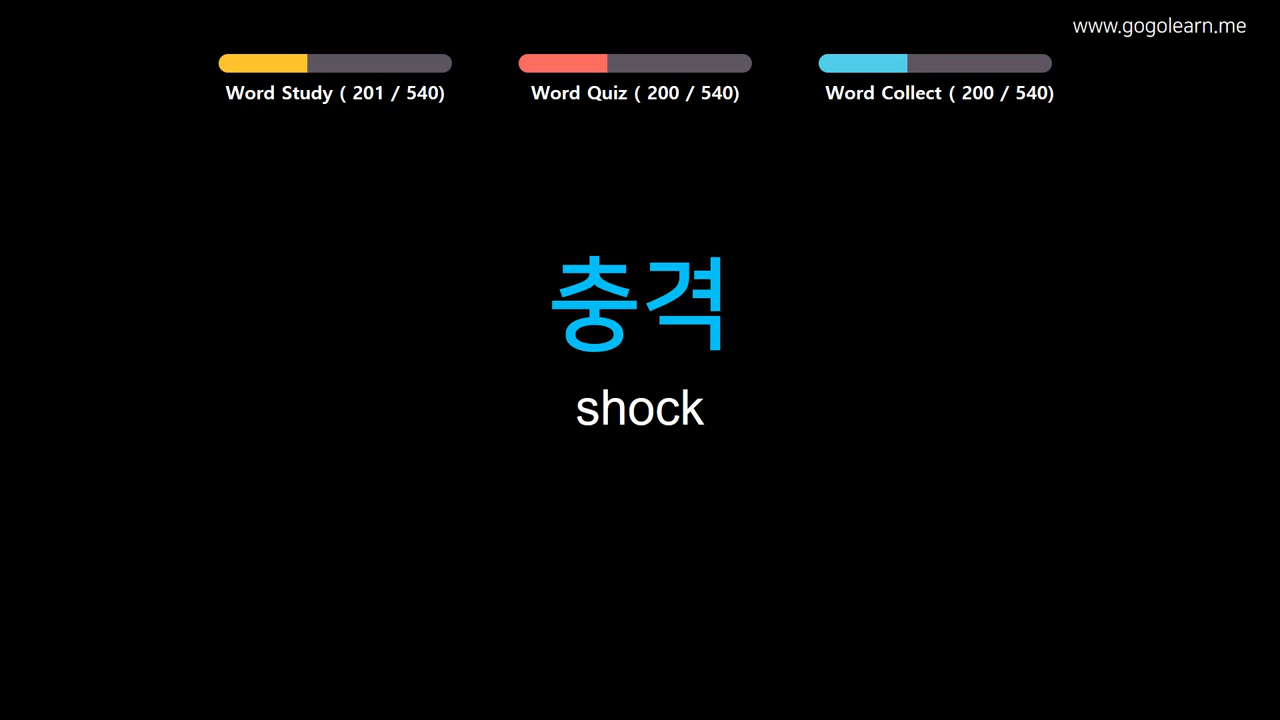 www.gogolearn.me
Word Study ( 201 / 540)
Word Quiz ( 200 / 540)
Word Collect ( 200 / 540)
충격
shock